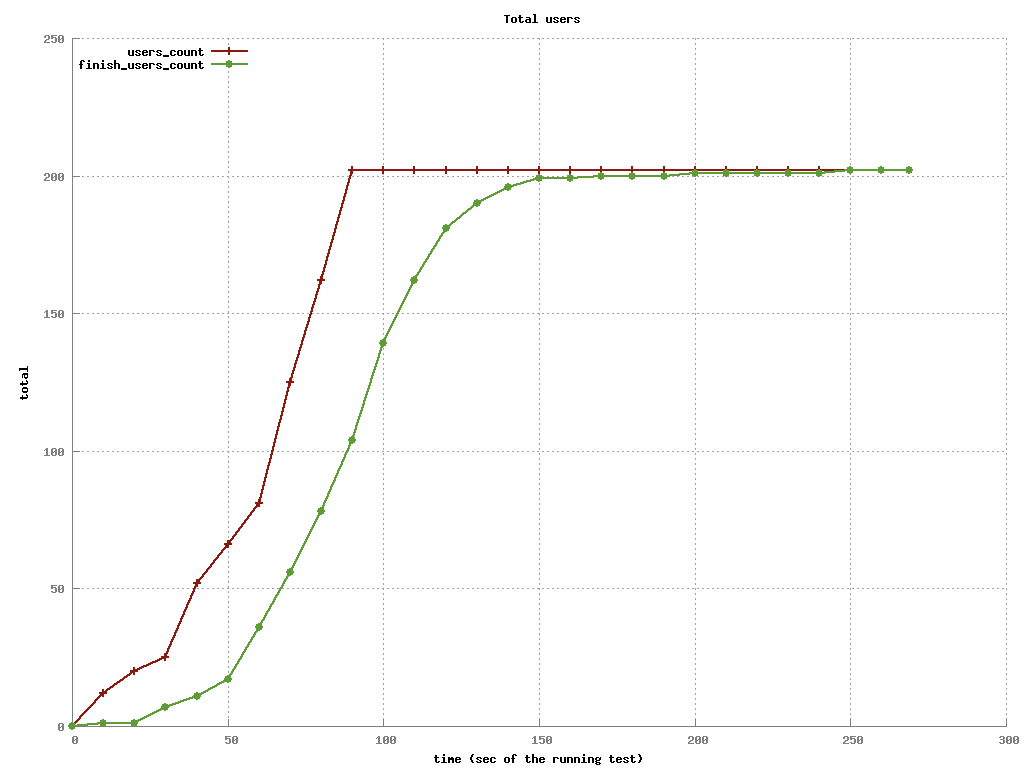 Total users
users_count
finish_users_count
250
200
150
100
50
0
total
0 50 100 150 200 250 300
time (sec of the running test)